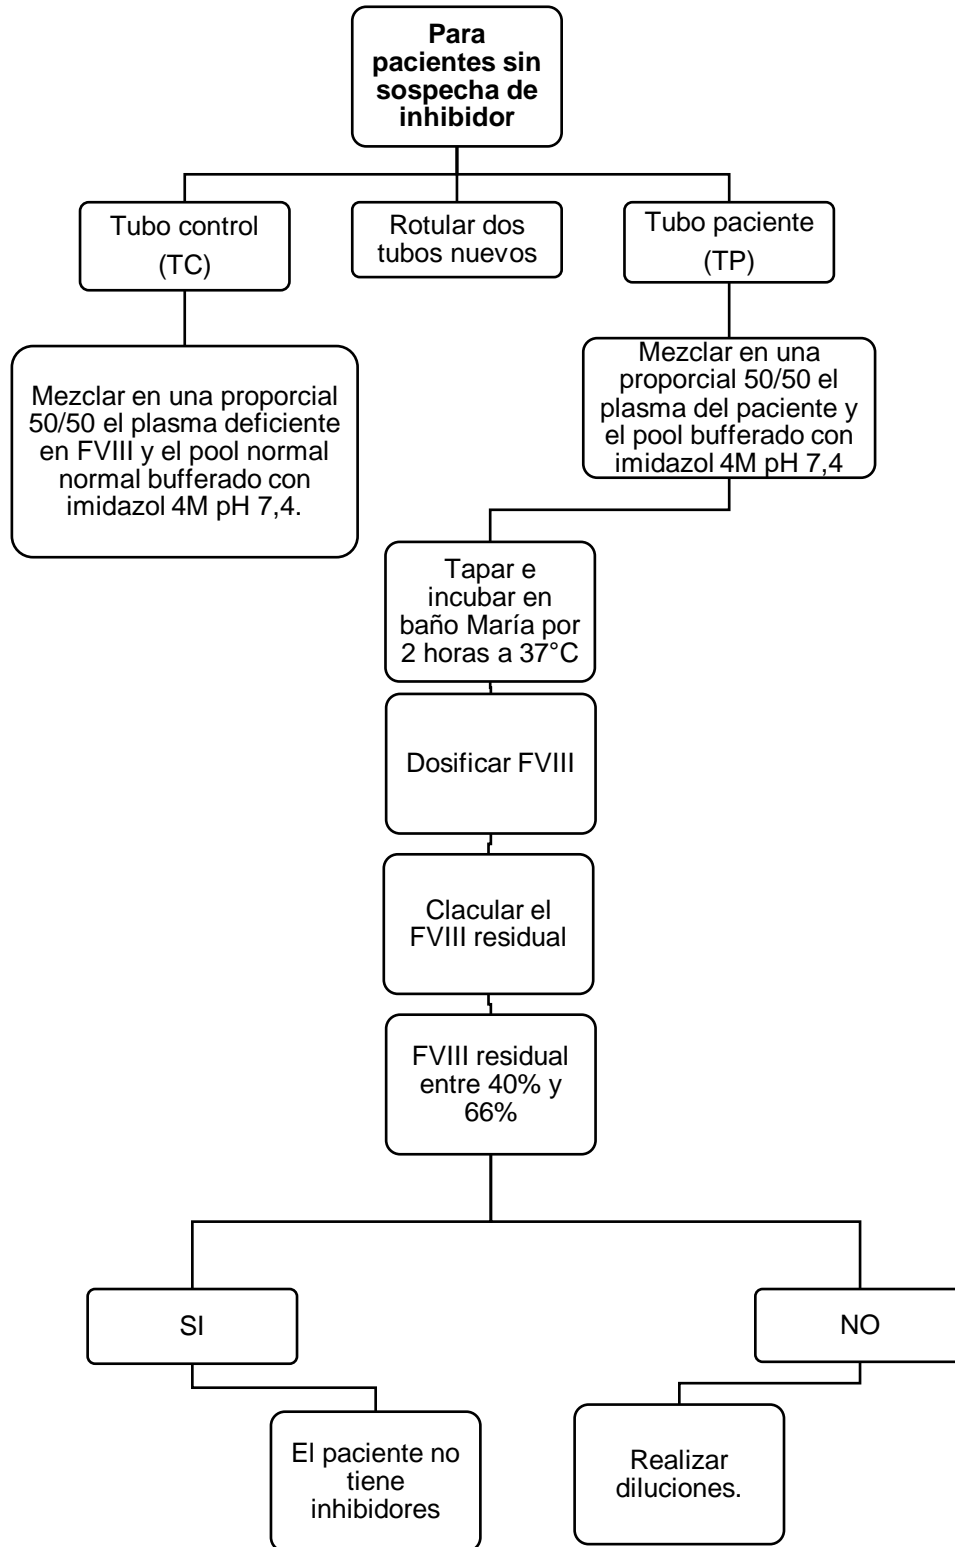 Para
pacientes sin
sospecha de
inhibidor
Tubo control
(TC)
Rotular dos
tubos nuevos
Tubo paciente
(TP)
Mezclar en una proporcial
50/50 el plasma deficiente
en FVIII y el pool normal
normal bufferado con
imidazol 4M pH 7,4.
Mezclar en una
proporcial 50/50 el
plasma del paciente y
el pool bufferado con
imidazol 4M pH 7,4
Tapar e
incubar en
baño María por
2 horas a 37°C
Dosificar FVIII
Clacular el
FVIII residual
FVIII residual
entre 40% y
66%
SI
NO
El paciente no
tiene
inhibidores
Realizar
diluciones.